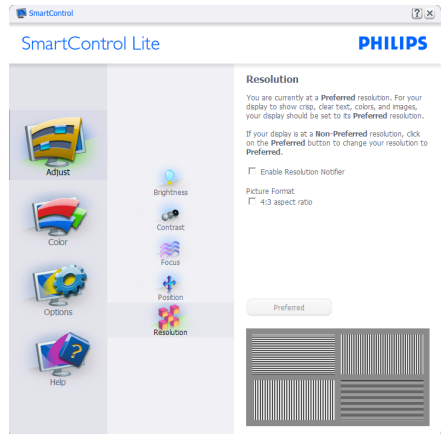 SmartControl
SmartControl Lite
PHILIPS
Adjust
Color
Options
Help
Brightness
Contrast
Focus
Position
Resolution
Resolution
You are currently at a Preferred resolution. For your
display to show crisp, clear text, colors, and images,
your display should be set to its Preferred resolution.
If your display is at a Non-Preferred resolution, click
on the Preferred button to change your resolution to
Preferred.
Enable Resolution Notifier
Picture Format
4:3 aspect ratio
Preferred